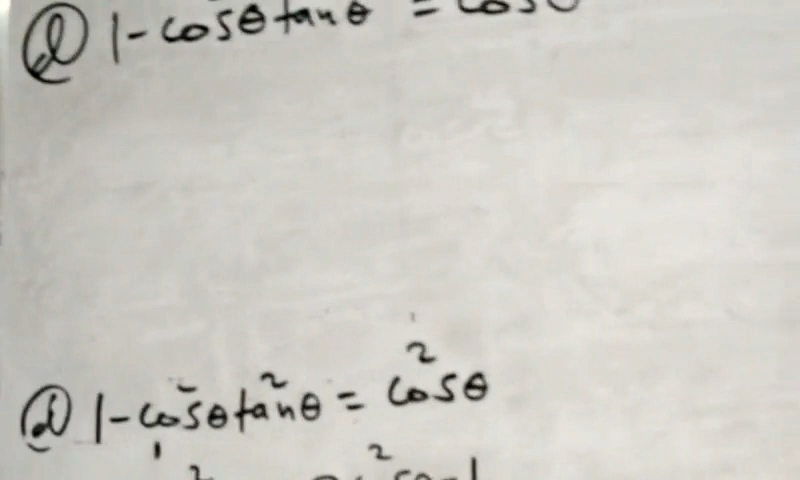 ⓓ 1-cosθtanθ = cosθ
ⓓ 1-cos²θtan²θ = cos²θ